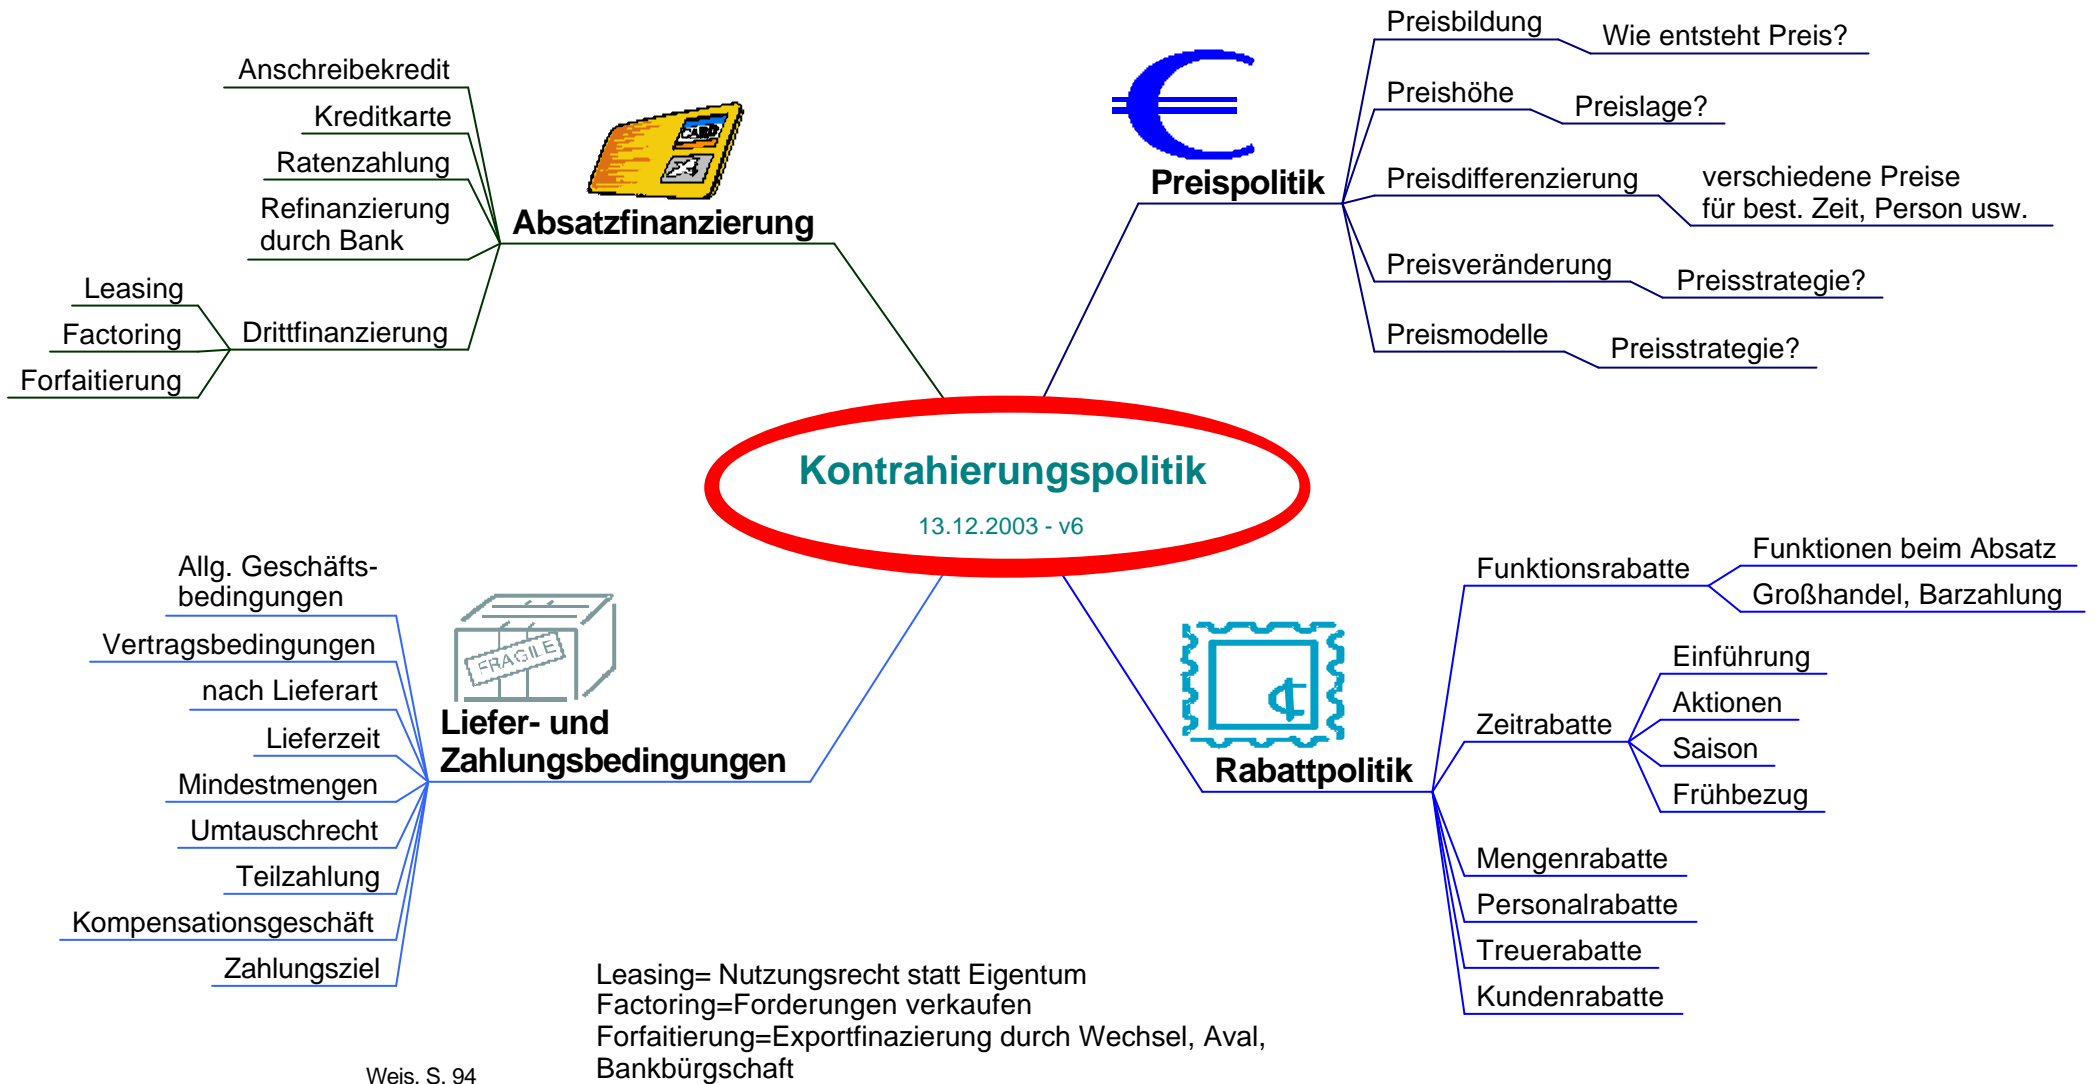 Anschreibekredit
Kreditkarte
Ratenzahlung
Refinanzierung
durch Bank
Leasing
Factoring
Forfaitierung
Drittfinanzierung
CARD
Absatzfinanzierung
Preispolitik
Preisbildung
Wie entsteht Preis?
Preishöhe
Preislage?
Preisdifferenzierung
verschiedene Preise
für best. Zeit, Person usw.
Preisveränderung
Preisstrategie?
Preismodelle
Preisstrategie?
Kontrahierungspolitik
13.12.2003 - v6
Allg. Geschäfts-
bedingungen
Vertragsbedingungen
nach Lieferart
Lieferzeit
Mindestmengen
Umtauschrecht
Teilzahlung
Kompensationsgeschäft
Zahlungsziel
FRAGILE
Liefer- und
Zahlungsbedingungen
Rabattpolitik
Funktionsrabatte
Funktionen beim Absatz
Großhandel, Barzahlung
Zeitrabatte
Einführung
Aktionen
Saison
Frühbezug
Mengenrabatte
Personalrabatte
Treuerabatte
Kundenrabatte
Leasing= Nutzungsrecht statt Eigentum
Factoring=Forderungen verkaufen
Forfaitierung=Exportfinazierung durch Wechsel, Aval,
Bankbürgschaft
Weis, S. 94